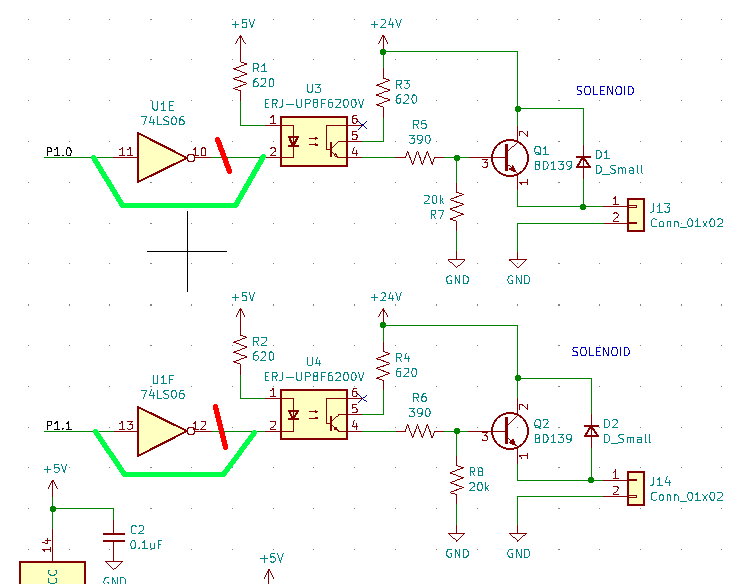 +5V
+24V
SOLENOID
R1
620
U3
ERJ-UP8F6200V
R3
620
U1E
74LS06
1
6
5
4
2
R5
390
2
Q1
BD139
3
1
D1
D_Small
P1.0
11
10
20k
R7
1
2
J13
Conn_01x02
GND
GND
+5V
+24V
SOLENOID
R2
620
U4
ERJ-UP8F6200V
R4
620
U1F
74LS06
1
6
5
4
2
R6
390
2
Q2
BD139
3
1
D2
D_Small
P1.1
13
12
R8
20k
1
2
J14
Conn_01x02
+5V
C2
0.1uF
14
GND
GND
+5V
CC
GND